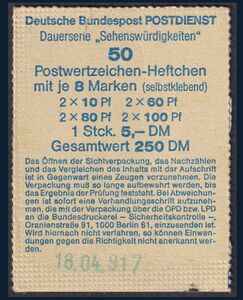 Deutsche Bundespost POSTDIENST
Dauerserie „Sehenswürdigkeiten"
50
Postwertzeichen-Heftchen
mit je 8 Marken (selbstklebend)
2 × 10 Pf 2 × 60 Pf
2 × 80 Pf 2 × 100 Pf
1 Stck. 5,– DM
Gesamtwert 250 DM
Das Öffnen der Sichtverpackung, das Nachzählen
und das Vergleichen des Inhalts mit der Aufschrift
ist in Gegenwart eines Zeugen vorzunehmen. Die
Verpackung muß so lange aufbewahrt werden, bis
das Ergebnis der Prüfung feststeht. Bei Abweichun-
gen ist sofort eine Verhandlungsschrift aufzuneh-
men, die mit der Verpackung über die OPD bzw. LPD
an die Bundesdruckerei – Sicherheitskontrolle –,
Oranienstraße 91, 1000 Berlin 61, einzusenden ist.
Wird hiernach nicht verfahren, so können Einwen-
dungen gegen die Richtigkeit nicht anerkannt wer-
den.
18 04 91.7